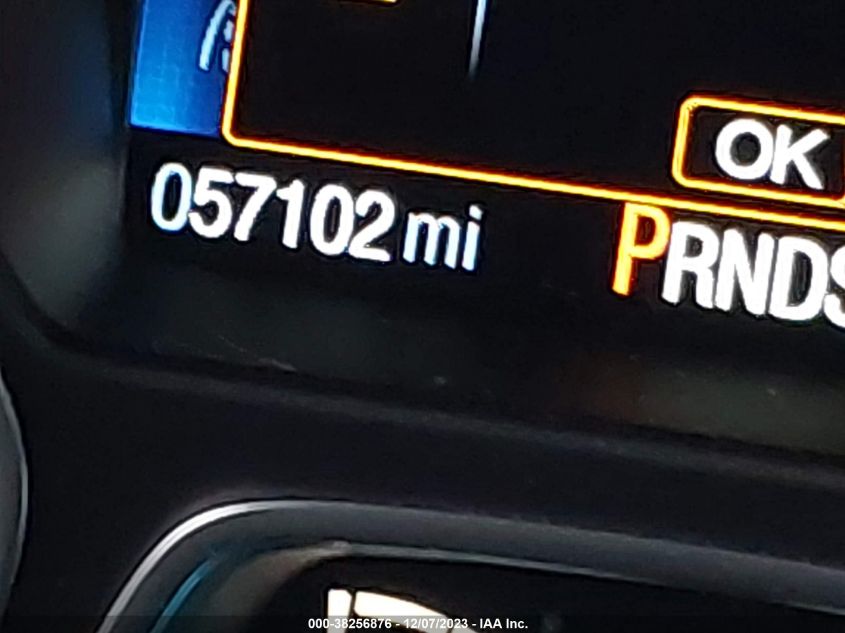 OK
057102 mi
PRNDS
000-38256876 - 12/07/2023 - IAA Inc.